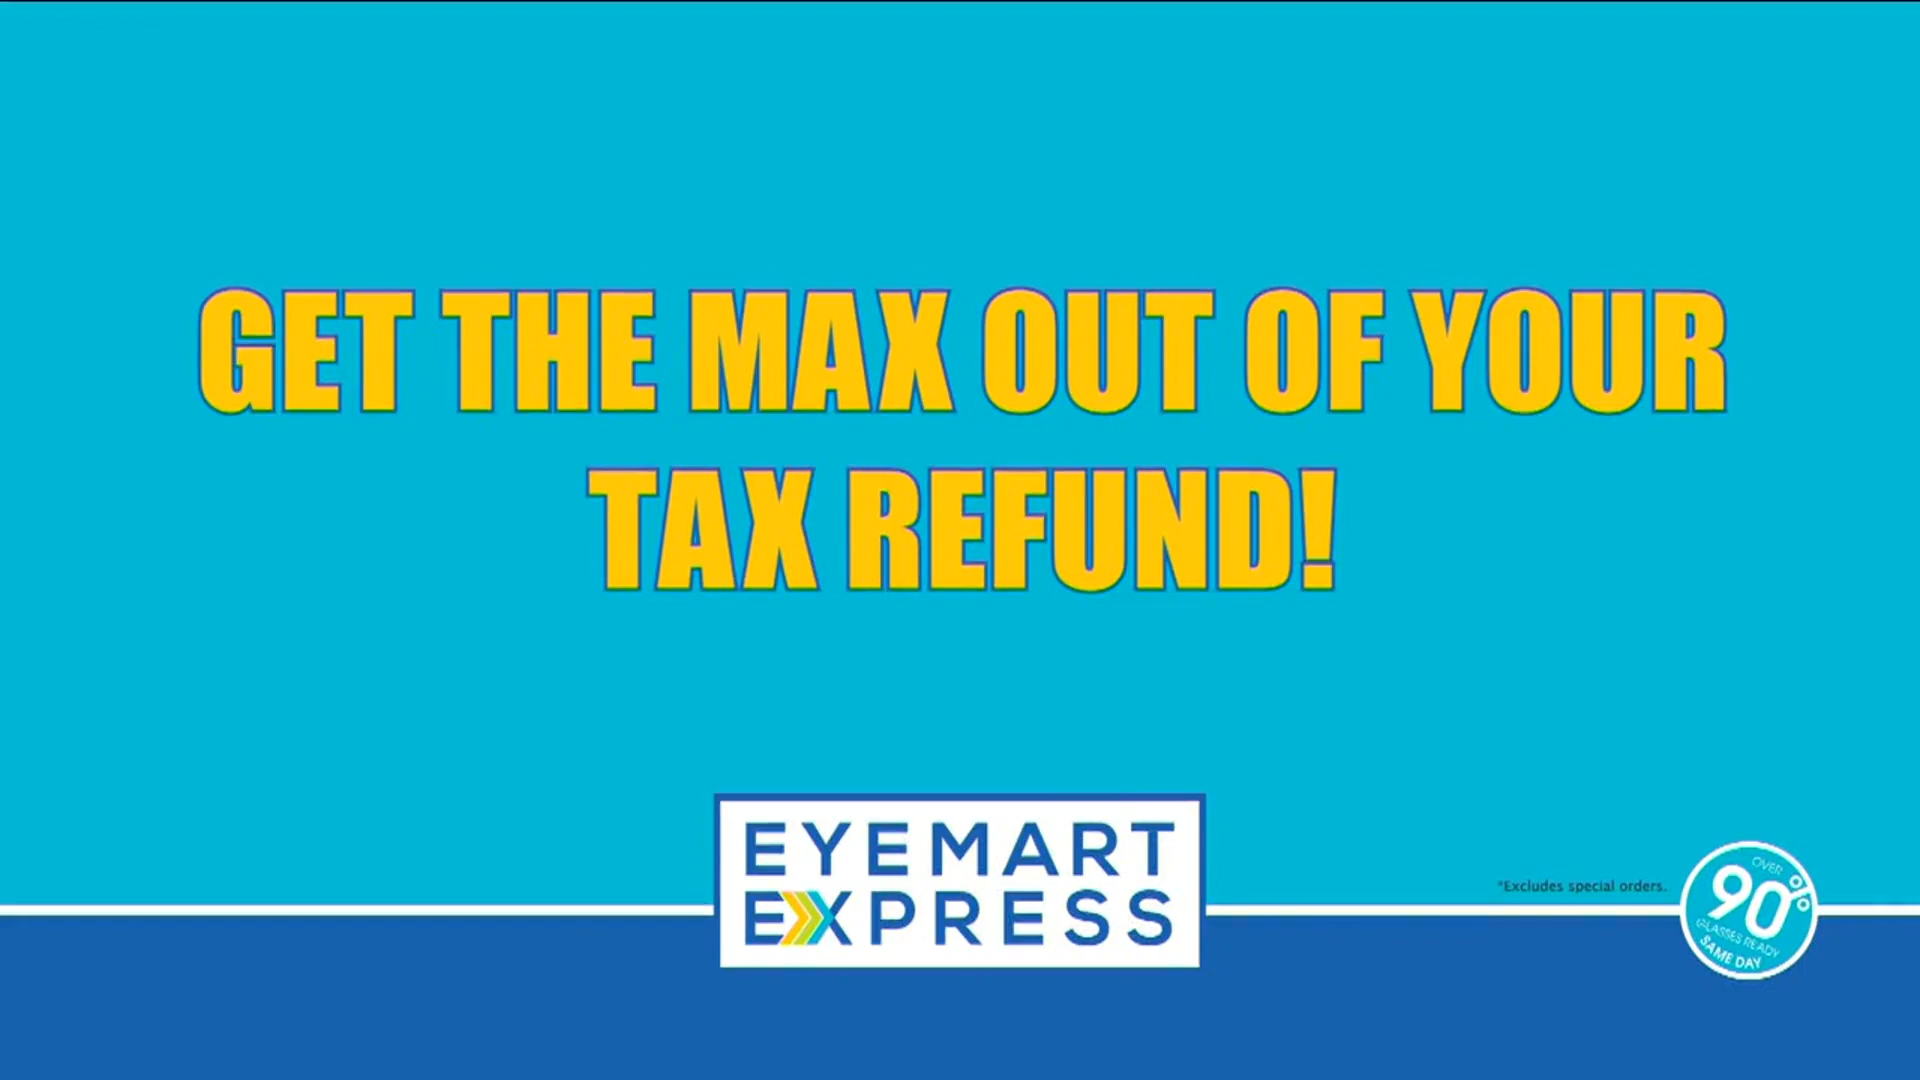 GET THE MAX OUT OF YOUR
TAX REFUND!
EYEMART
EXPRESS
*Excludes special orders.
OVER
90%
GLASSES READY
SAME DAY